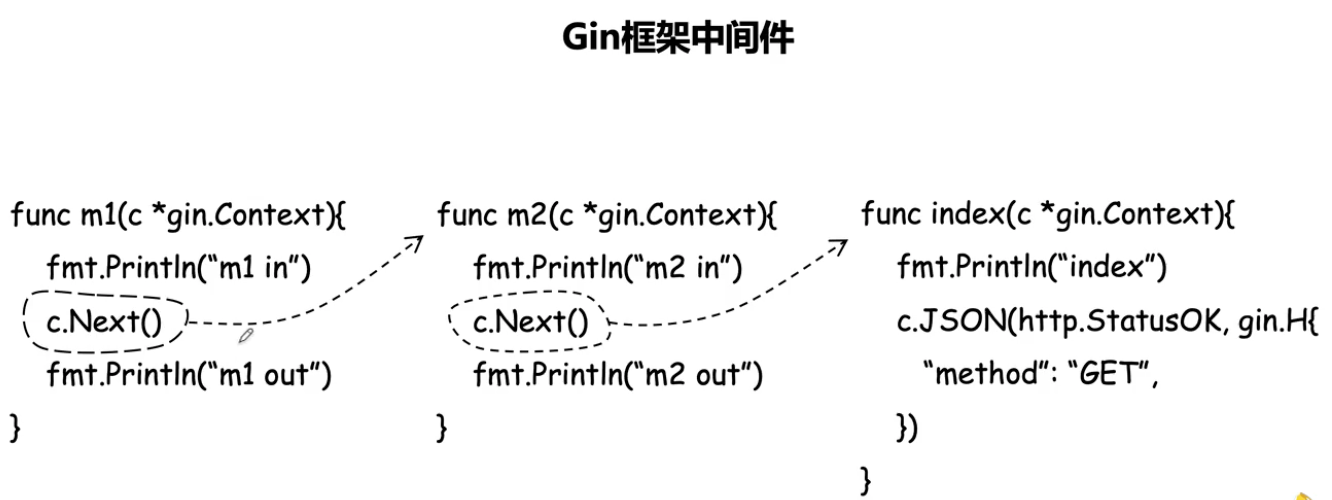 Gin框架中间件
func m1(c *gin.Context){
fmt.Println(“m1 in”)
c.Next()
fmt.Println(“m1 out”)
}
func m2(c *gin.Context){
fmt.Println(“m2 in”)
c.Next()
fmt.Println(“m2 out”)
}
func index(c *gin.Context){
fmt.Println(“index”)
c.JSON(http.StatusOK, gin.H{
“method”: “GET”,
})
}